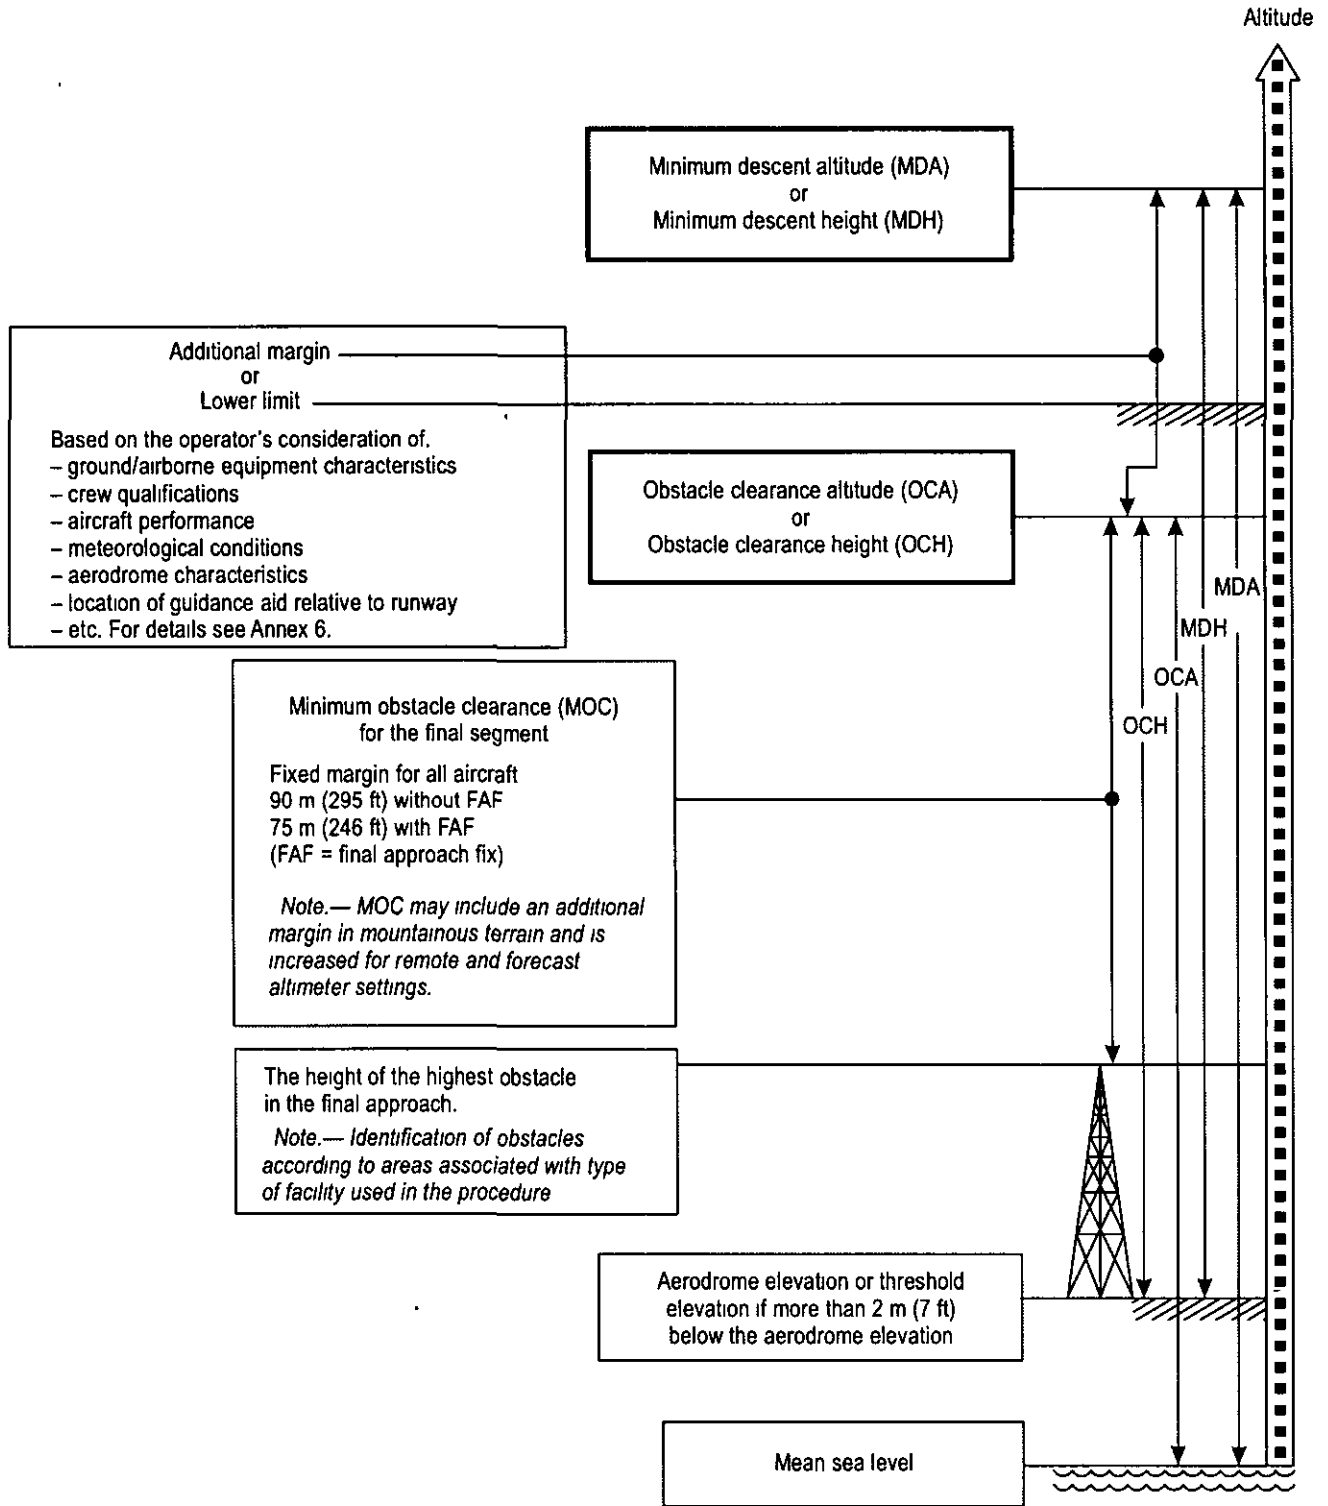 Altitude
Minimum descent altitude (MDA)
or
Minimum descent height (MDH)
Additional margin
or
Lower limit
Based on the operator's consideration of.
– ground/airborne equipment characteristics
– crew qualifications
– aircraft performance
– meteorological conditions
– aerodrome characteristics
– location of guidance aid relative to runway
– etc. For details see Annex 6.
Obstacle clearance altitude (OCA)
or
Obstacle clearance height (OCH)
MDA
MDH
OCA
OCH
Minimum obstacle clearance (MOC)
for the final segment
Fixed margin for all aircraft
90 m (295 ft) without FAF
75 m (246 ft) with FAF
(FAF = final approach fix)
Note.— MOC may include an additional
margin in mountainous terrain and is
increased for remote and forecast
altimeter settings.
The height of the highest obstacle
in the final approach.
Note.— Identification of obstacles
according to areas associated with type
of facility used in the procedure
Aerodrome elevation or threshold
elevation if more than 2 m (7 ft)
below the aerodrome elevation
Mean sea level